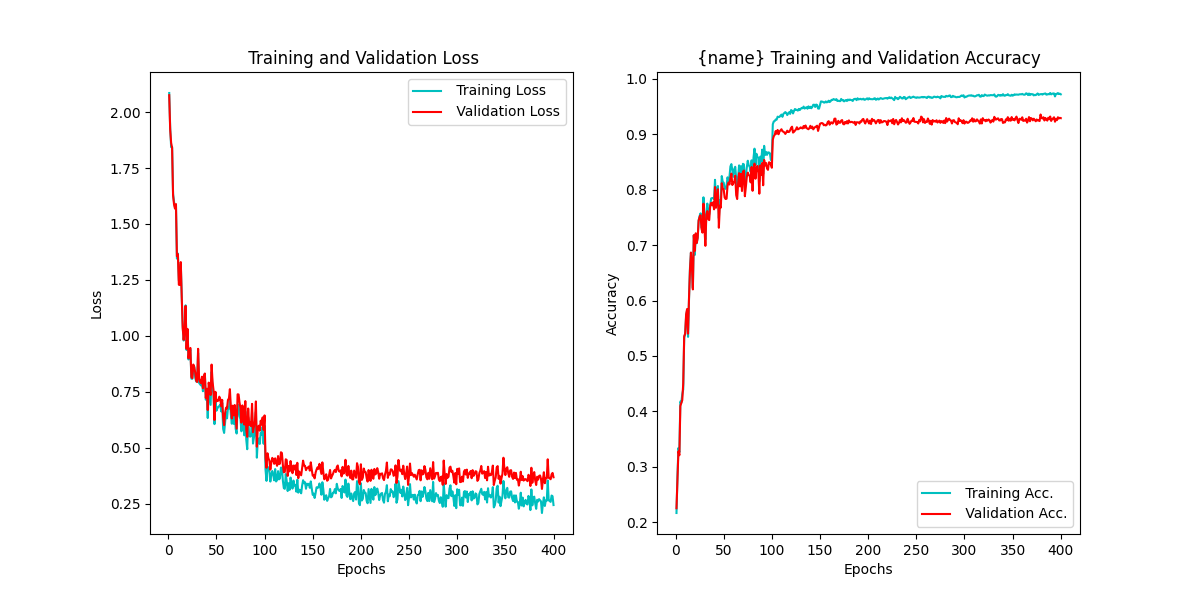 Training and Validation Loss
Training Loss
Validation Loss
2.00
1.75
1.50
1.25
1.00
0.75
0.50
0.25
Loss
0 50 100 150 200 250 300 350 400
Epochs
{name} Training and Validation Accuracy
1.0
0.9
0.8
0.7
0.6
0.5
0.4
0.3
0.2
Accuracy
Training Acc.
Validation Acc.
0 50 100 150 200 250 300 350 400
Epochs